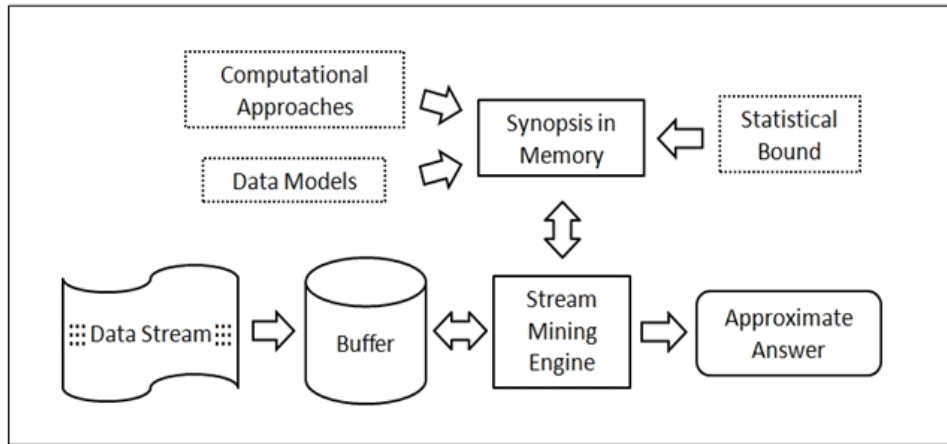 Computational
Approaches
Synopsis in
Memory
Statistical
Bound
Data Models
Data Stream
Buffer
Stream
Mining
Engine
Approximate
Answer